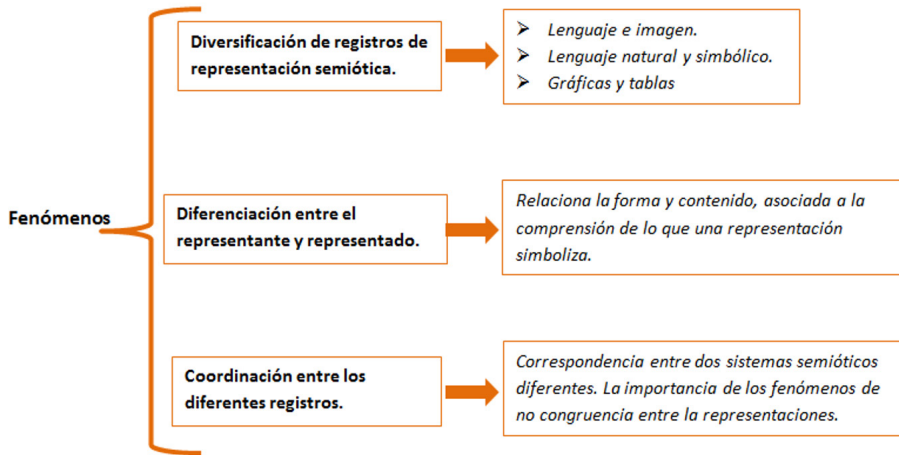 Diversificación de registros de
representación semiótica.
➢ Lenguaje e imagen.
➢ Lenguaje natural y simbólico.
➢ Gráficas y tablas
Fenómenos
Diferenciación entre el
representante y representado.
Relaciona la forma y contenido, asociada a la
comprensión de lo que una representación
simboliza.
Coordinación entre los
diferentes registros.
Correspondencia entre dos sistemas semióticos
diferentes. La importancia de los fenómenos de
no congruencia entre la representaciones.